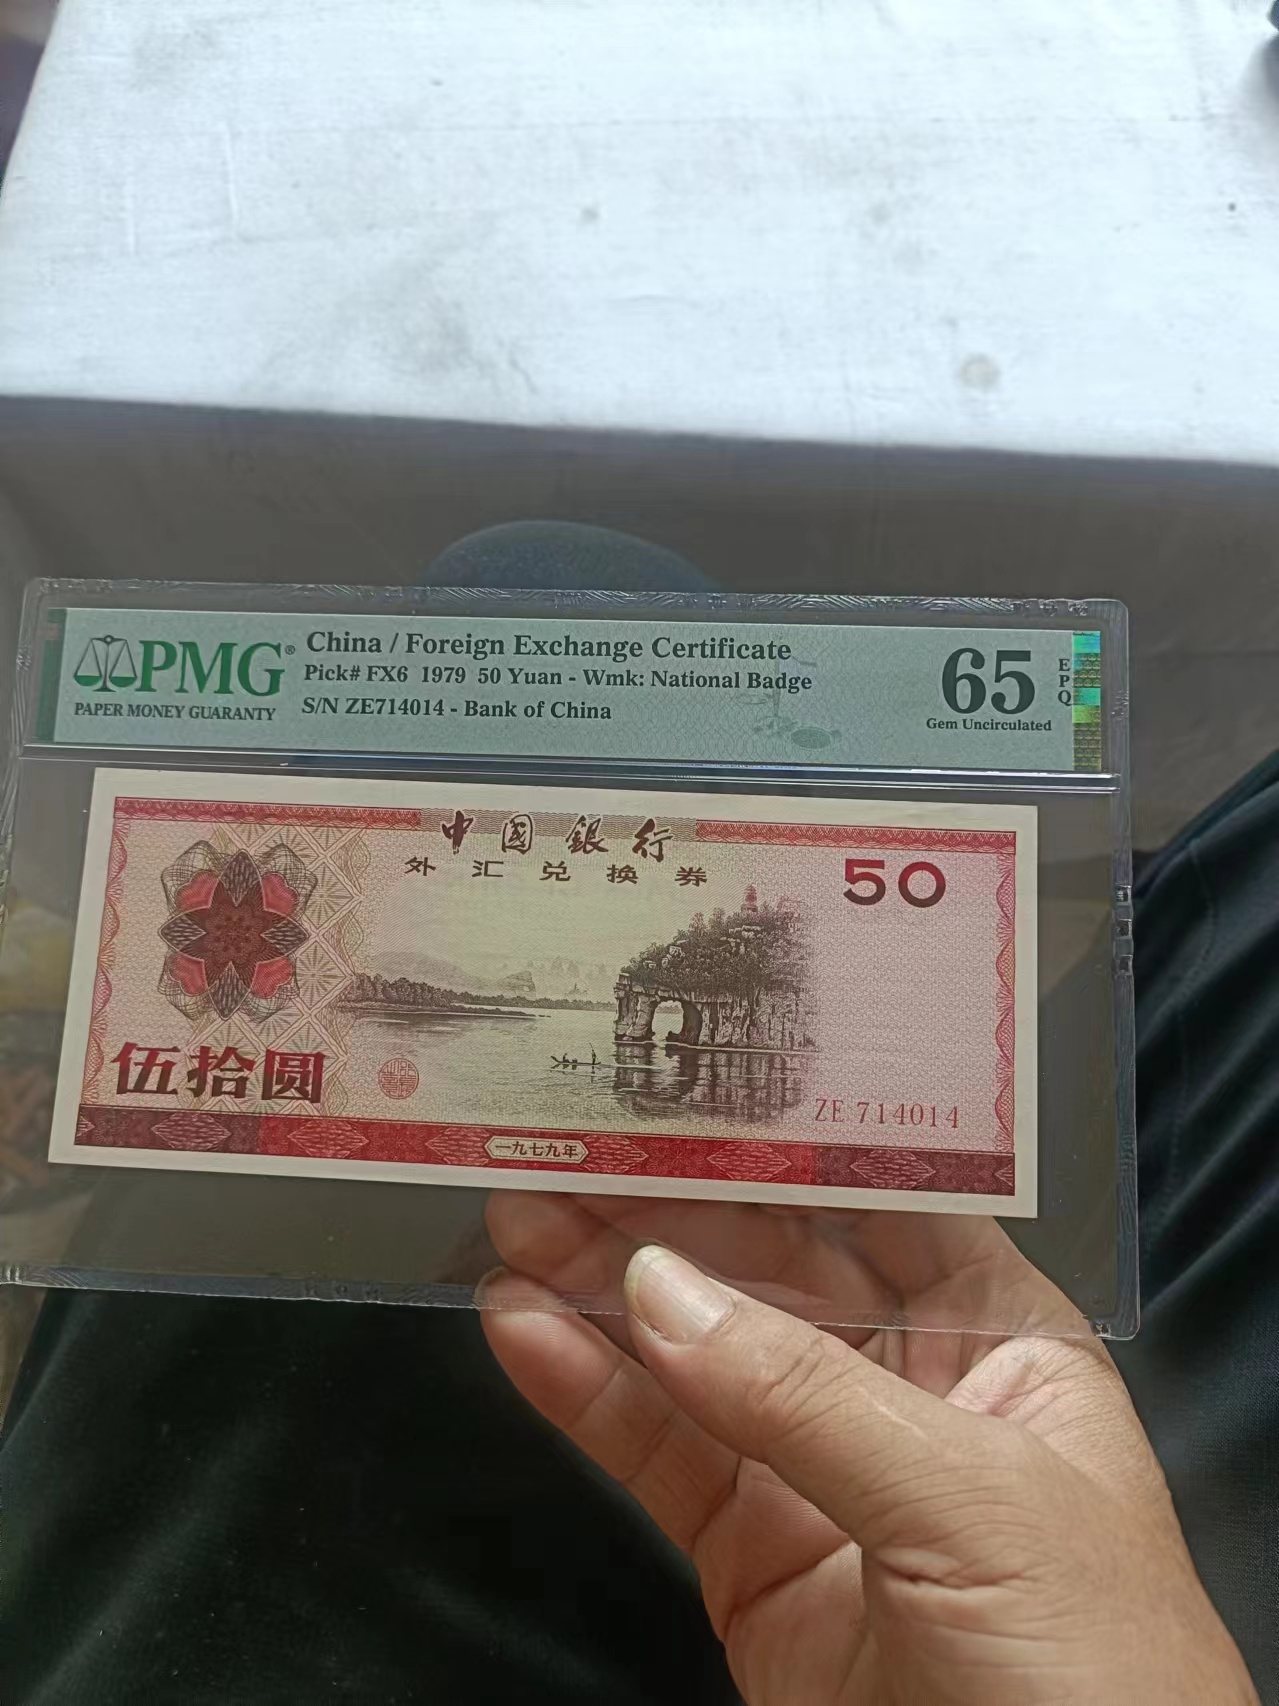 PMG®
PAPER MONEY GUARANTY
China / Foreign Exchange Certificate
Pick# FX6 1979 50 Yuan - Wmk: National Badge
S/N ZE714014 - Bank of China
65
EPQ
Gem Uncirculated
中國銀行
外汇兑换券
50
伍拾圆
ZE 714014
一九七九年